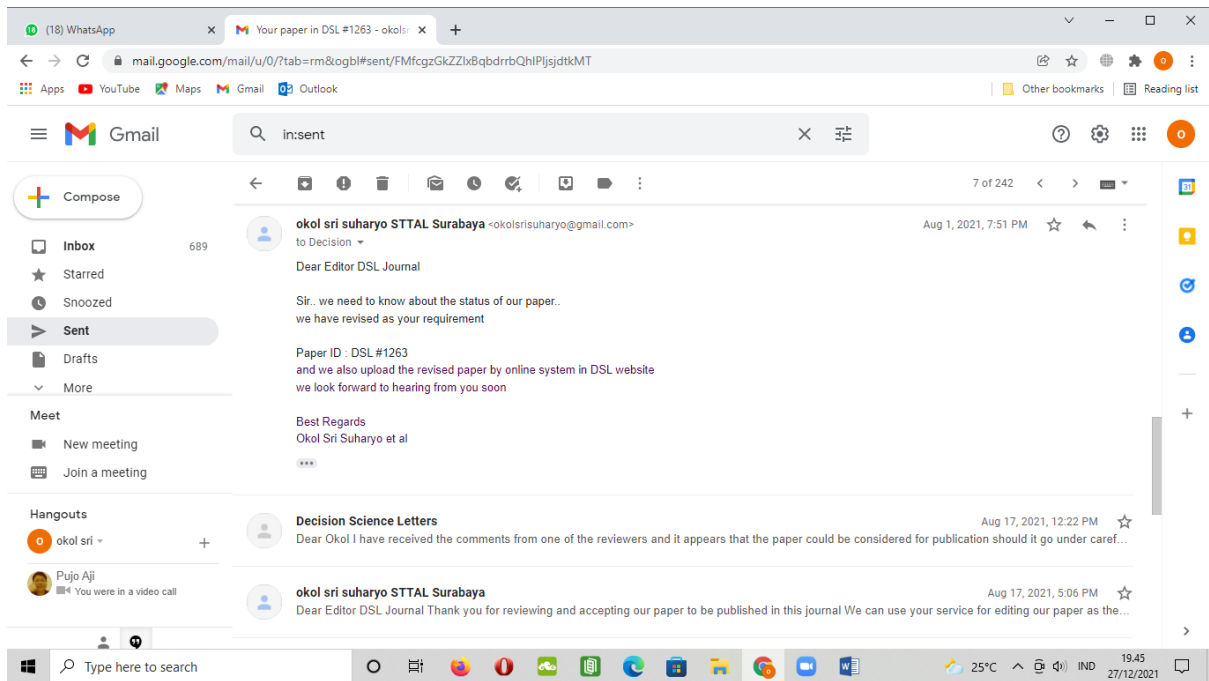 (18) WhatsApp
Your paper in DSL #1263 - okolsr
mail.google.com/mail/u/0/?tab=rm&ogbl#sent/FMfcgzGkZZlxBqbdrrbQhlPljsjdtkMT
Apps YouTube Maps Gmail Outlook Other bookmarks Reading list
Gmail
in:sent
Compose
7 of 242
Inbox 689
Starred
Snoozed
Sent
Drafts
More
Meet
New meeting
Join a meeting
Hangouts
okol sri
Pujo Aji
You were in a video call
okol sri suharyo STTAL Surabaya <okolsrisuharyo@gmail.com> Aug 1, 2021, 7:51 PM
to Decision
Dear Editor DSL Journal
Sir.. we need to know about the status of our paper..
we have revised as your requirement
Paper ID : DSL #1263
and we also upload the revised paper by online system in DSL website
we look forward to hearing from you soon
Best Regards
Okol Sri Suharyo et al
Decision Science Letters Aug 17, 2021, 12:22 PM
Dear Okol I have received the comments from one of the reviewers and it appears that the paper could be considered for publication should it go under caref...
okol sri suharyo STTAL Surabaya Aug 17, 2021, 5:06 PM
Dear Editor DSL Journal Thank you for reviewing and accepting our paper to be published in this journal We can use your service for editing our paper as the...
Type here to search
25°C IND 19.45
27/12/2021